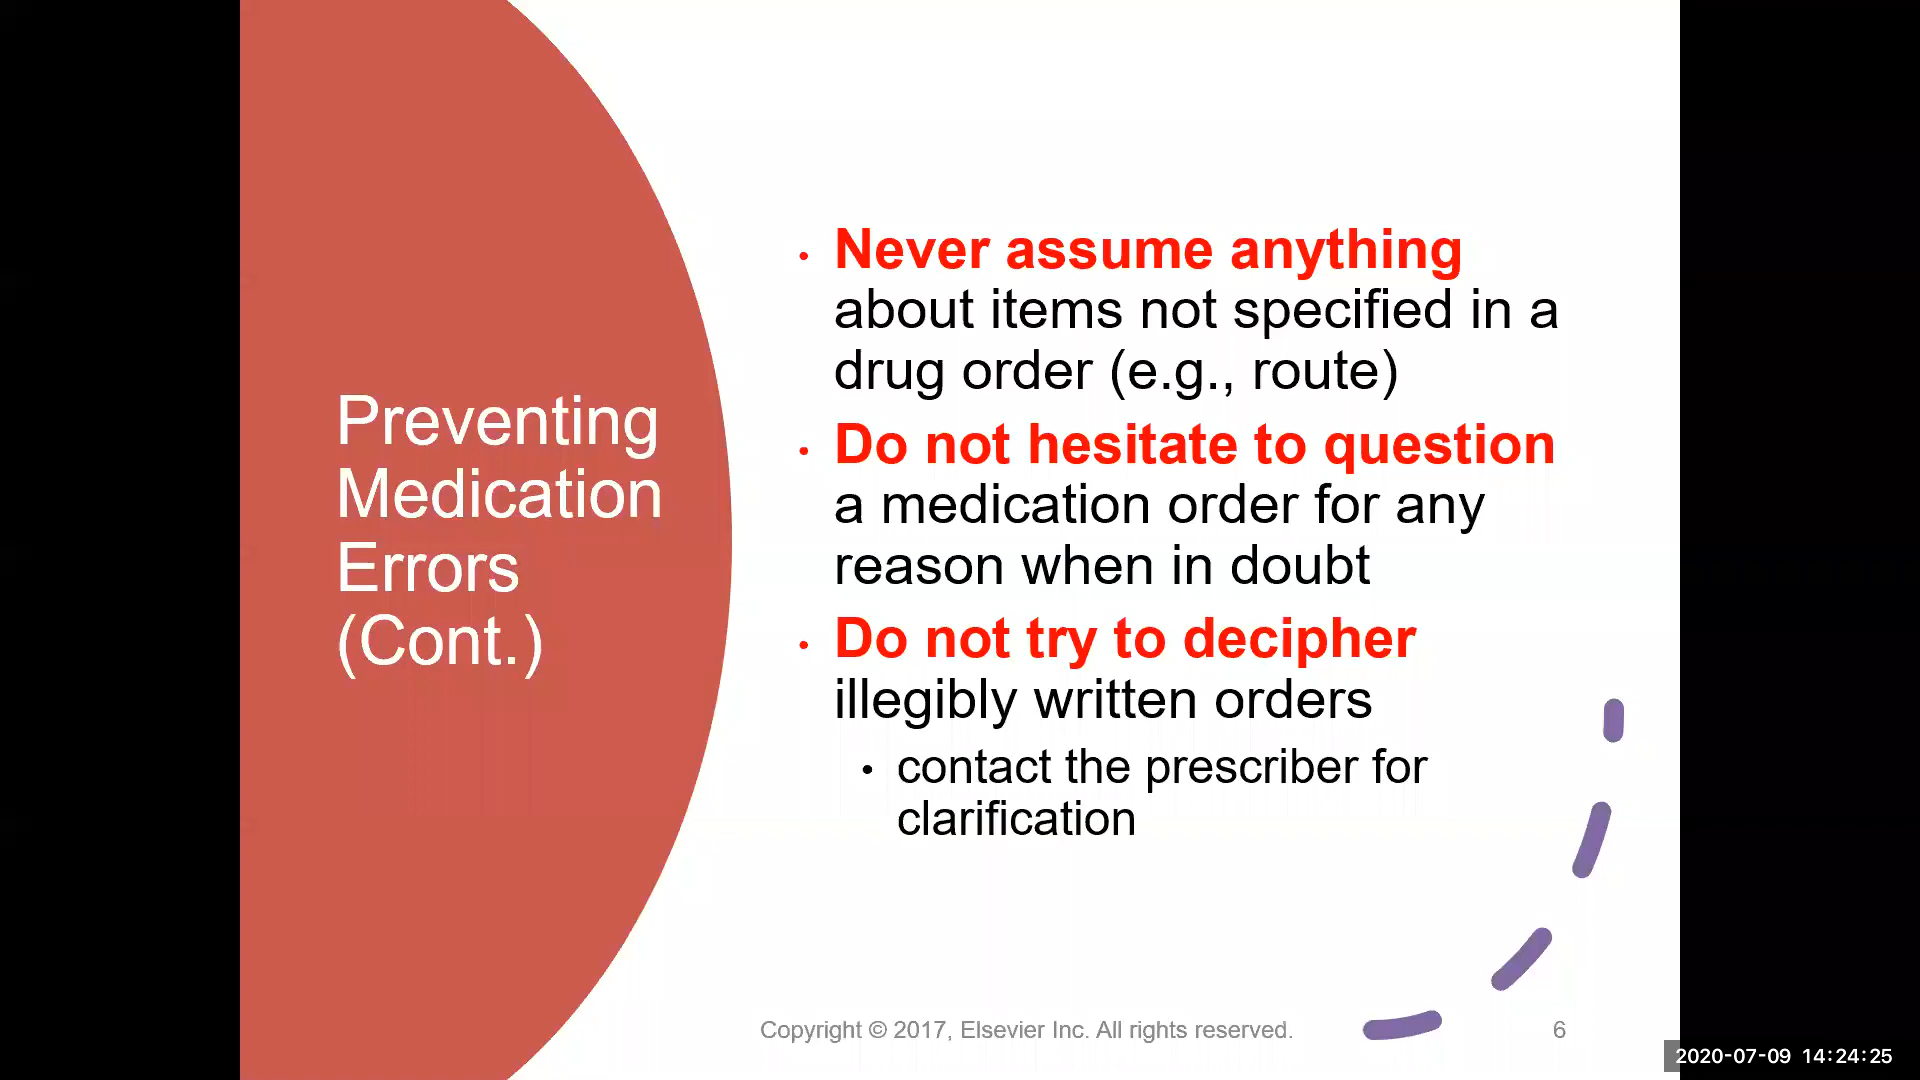 Preventing
Medication
Errors
(Cont.)
• Never assume anything
about items not specified in a
drug order (e.g., route)
• Do not hesitate to question
a medication order for any
reason when in doubt
• Do not try to decipher
illegibly written orders
• contact the prescriber for
clarification
Copyright © 2017, Elsevier Inc. All rights reserved.
6
2020-07-09 14:24:25